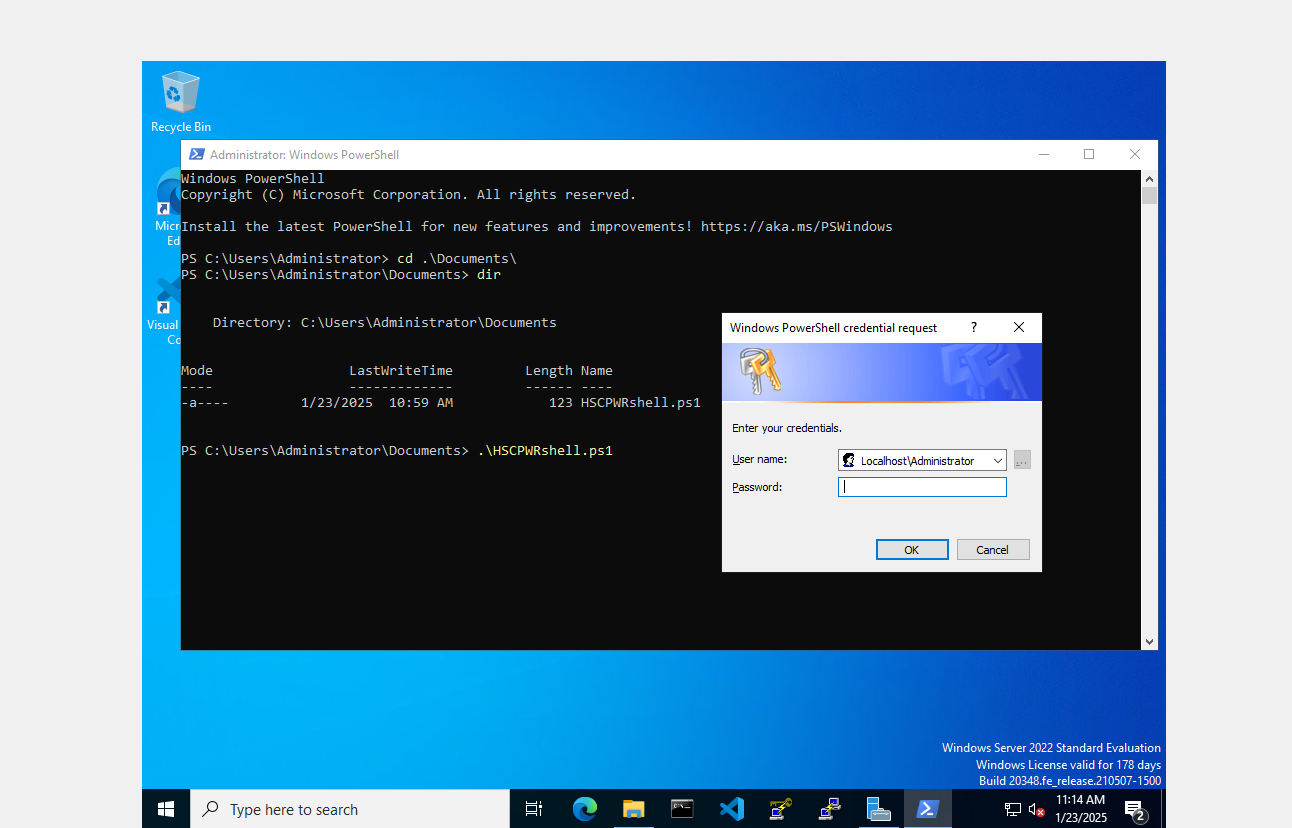 Recycle Bin
Administrator: Windows PowerShell
Windows PowerShell
Copyright (C) Microsoft Corporation. All rights reserved.
Micr
Install the latest PowerShell for new features and improvements! https://aka.ms/PSWindows
Ed
PS C:\Users\Administrator> cd .\Documents\
PS C:\Users\Administrator\Documents> dir
Visual
Co
Directory: C:\Users\Administrator\Documents
Mode LastWriteTime Length Name
---- ------------- ------ ----
-a---- 1/23/2025 10:59 AM 123 HSCPWRshell.ps1
PS C:\Users\Administrator\Documents> .\HSCPWRshell.ps1
Windows PowerShell credential request ?
Enter your credentials.
User name: Localhost\Administrator ...
Password:
OK Cancel
Windows Server 2022 Standard Evaluation
Windows License valid for 178 days
Build 20348.fe_release.210507-1500
Type here to search
11:14 AM
1/23/2025
2